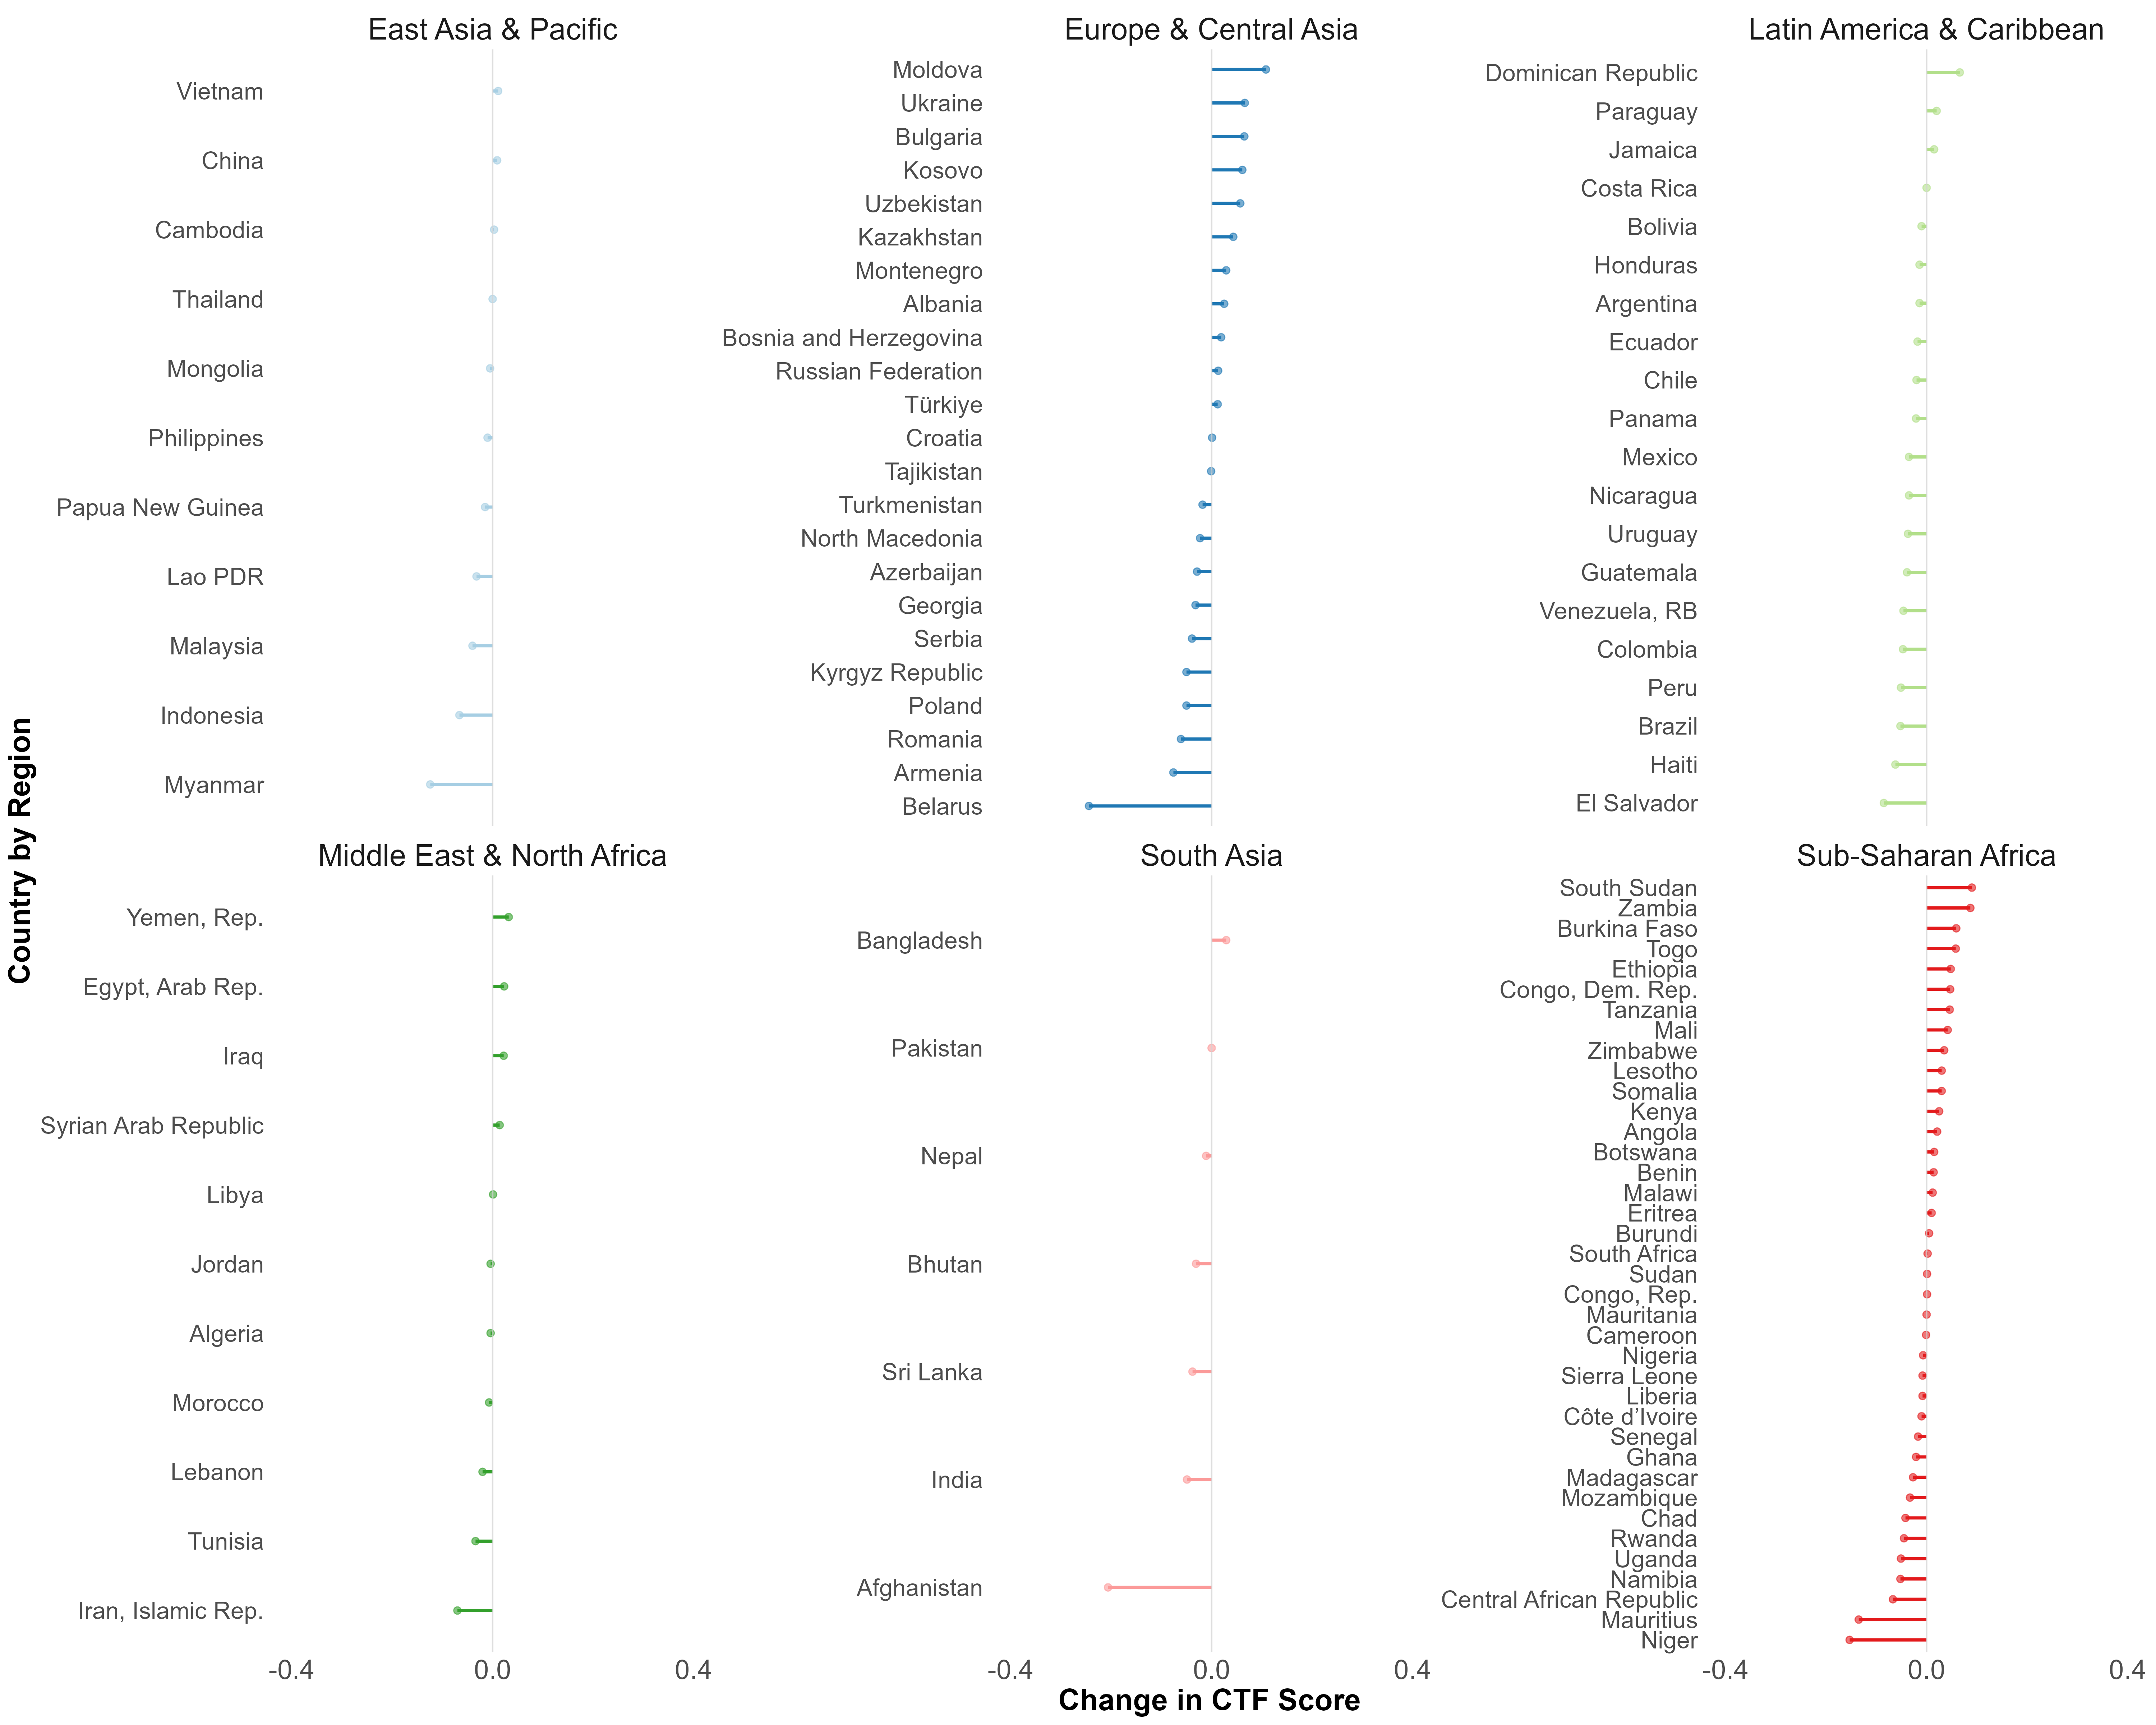 East Asia & Pacific
Vietnam
China
Cambodia
Thailand
Mongolia
Philippines
Papua New Guinea
Lao PDR
Malaysia
Indonesia
Myanmar
Europe & Central Asia
Moldova
Ukraine
Bulgaria
Kosovo
Uzbekistan
Kazakhstan
Montenegro
Albania
Bosnia and Herzegovina
Russian Federation
Türkiye
Croatia
Tajikistan
Turkmenistan
North Macedonia
Azerbaijan
Georgia
Serbia
Kyrgyz Republic
Poland
Romania
Armenia
Belarus
Latin America & Caribbean
Dominican Republic
Paraguay
Jamaica
Costa Rica
Bolivia
Honduras
Argentina
Ecuador
Chile
Panama
Mexico
Nicaragua
Uruguay
Guatemala
Venezuela, RB
Colombia
Peru
Brazil
Haiti
El Salvador
Country by Region
Middle East & North Africa
Yemen, Rep.
Egypt, Arab Rep.
Iraq
Syrian Arab Republic
Libya
Jordan
Algeria
Morocco
Lebanon
Tunisia
Iran, Islamic Rep.
-0.4 0.0 0.4
South Asia
Bangladesh
Pakistan
Nepal
Bhutan
Sri Lanka
India
Afghanistan
-0.4 0.0 0.4
Sub-Saharan Africa
South Sudan
Zambia
Burkina Faso
Togo
Ethiopia
Congo, Dem. Rep.
Tanzania
Mali
Zimbabwe
Lesotho
Somalia
Kenya
Angola
Botswana
Benin
Malawi
Eritrea
Burundi
South Africa
Sudan
Congo, Rep.
Mauritania
Cameroon
Nigeria
Sierra Leone
Liberia
Côte d’Ivoire
Senegal
Ghana
Madagascar
Mozambique
Chad
Rwanda
Uganda
Namibia
Central African Republic
Mauritius
Niger
-0.4 0.0 0.4
Change in CTF Score